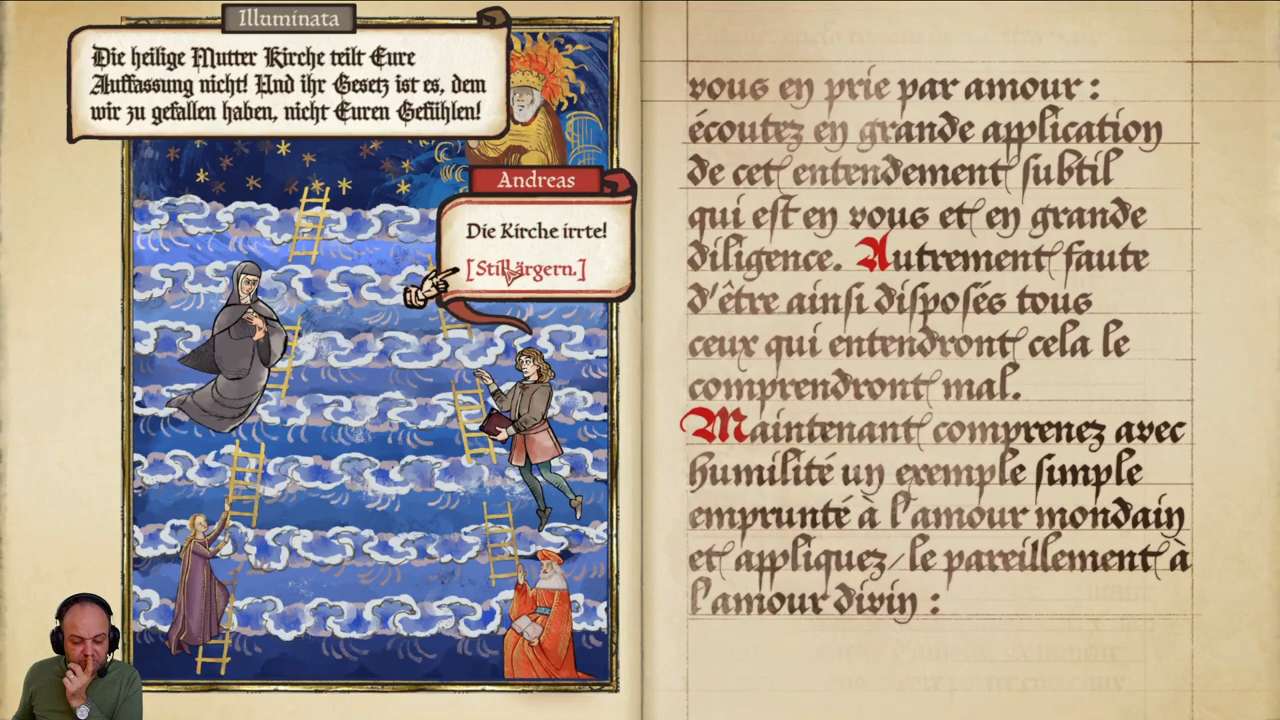 Illuminata
Die heilige Mutter Kirche teilt Eure
Auffassung nicht! Und ihr Gesetz ist es, dem
wir zu gefallen haben, nicht Euren Gefühlen!
Andreas
Die Kirche irrte!
[Still ärgern.]
vous en prie par amour :
écoutez en grande application
de cet entendement subtil
qui est en vous et en grande
diligence. Autrement faute
d'être ainsi disposés tous
ceux qui entendront cela le
comprendront mal.
Maintenant comprenez avec
humilité un exemple simple
emprunté à l'amour mondain
et appliquez-le pareillement à
l'amour divin :